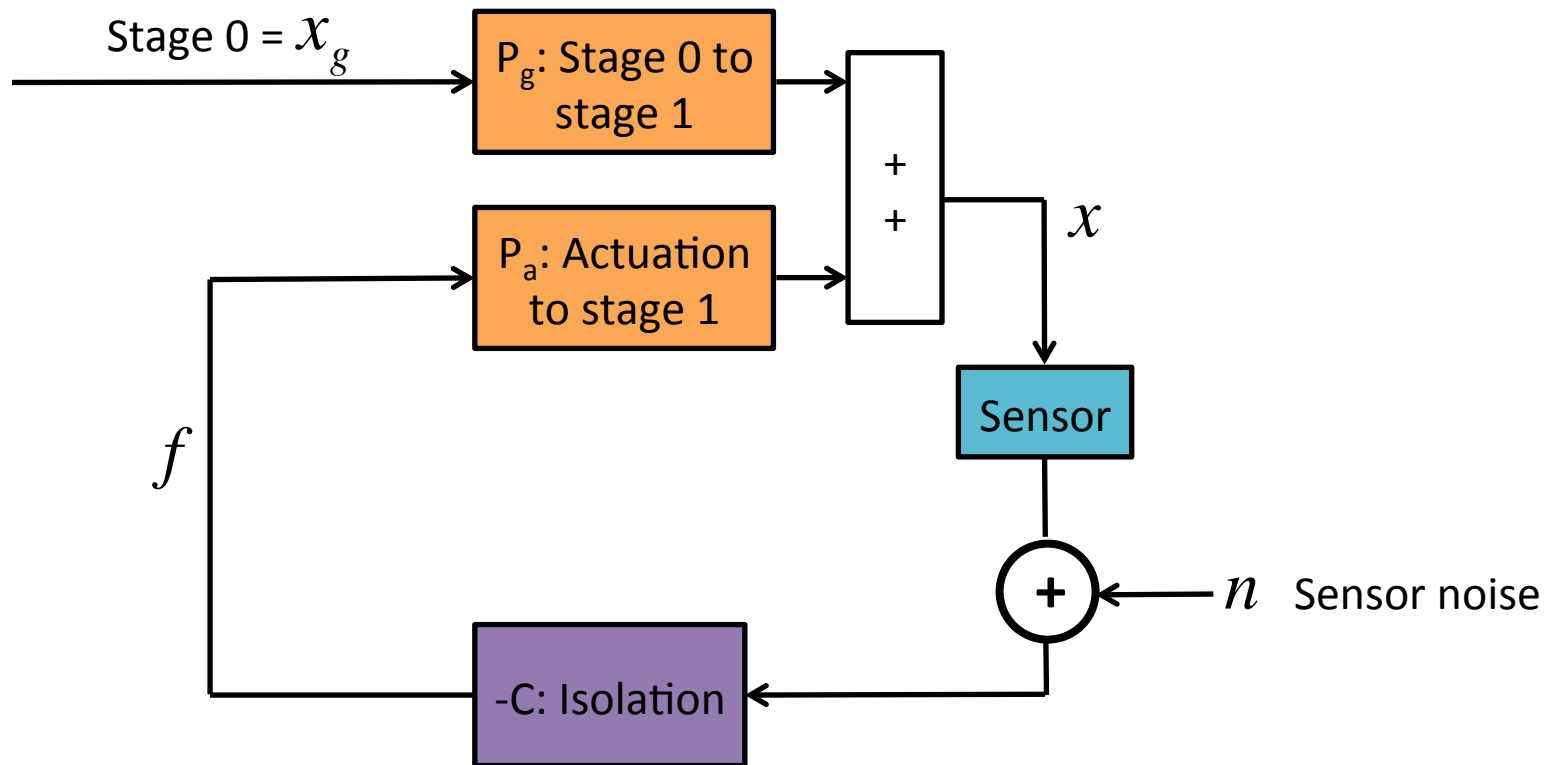 Stage 0 = x_g
P_g: Stage 0 to
stage 1
+
+
x
P_a: Actuation
to stage 1
f
Sensor
+
n Sensor noise
-C: Isolation